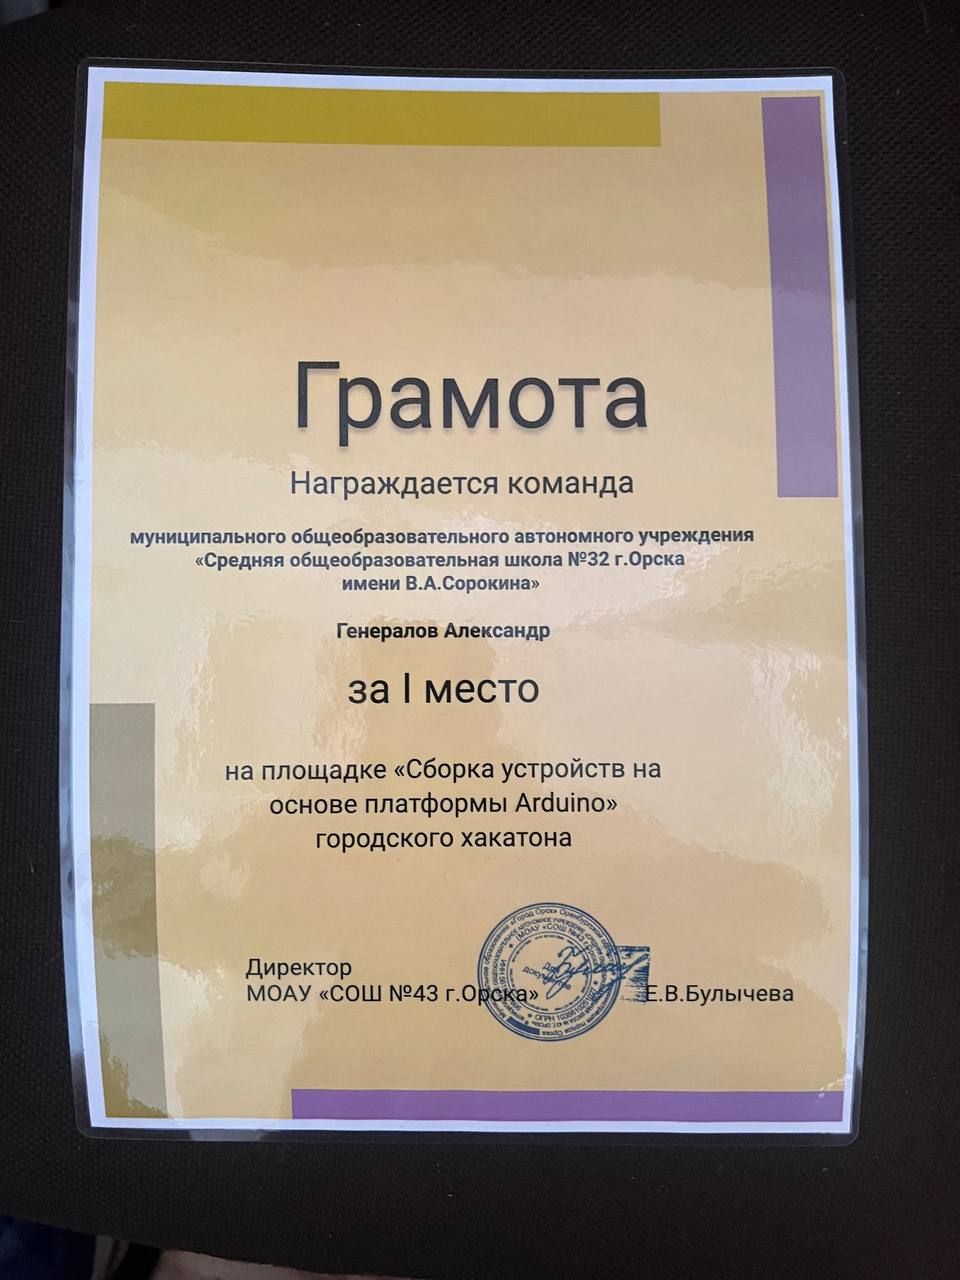 Грамота
Награждается команда
муниципального общеобразовательного автономного учреждения
«Средняя общеобразовательная школа №32 г.Орска
имени В.А.Сорокина»
Генералов Александр
за I место
на площадке «Сборка устройств на
основе платформы Arduino»
городского хакатона
Директор
МОАУ «СОШ №43 г.Орска»
Е.В.Булычева